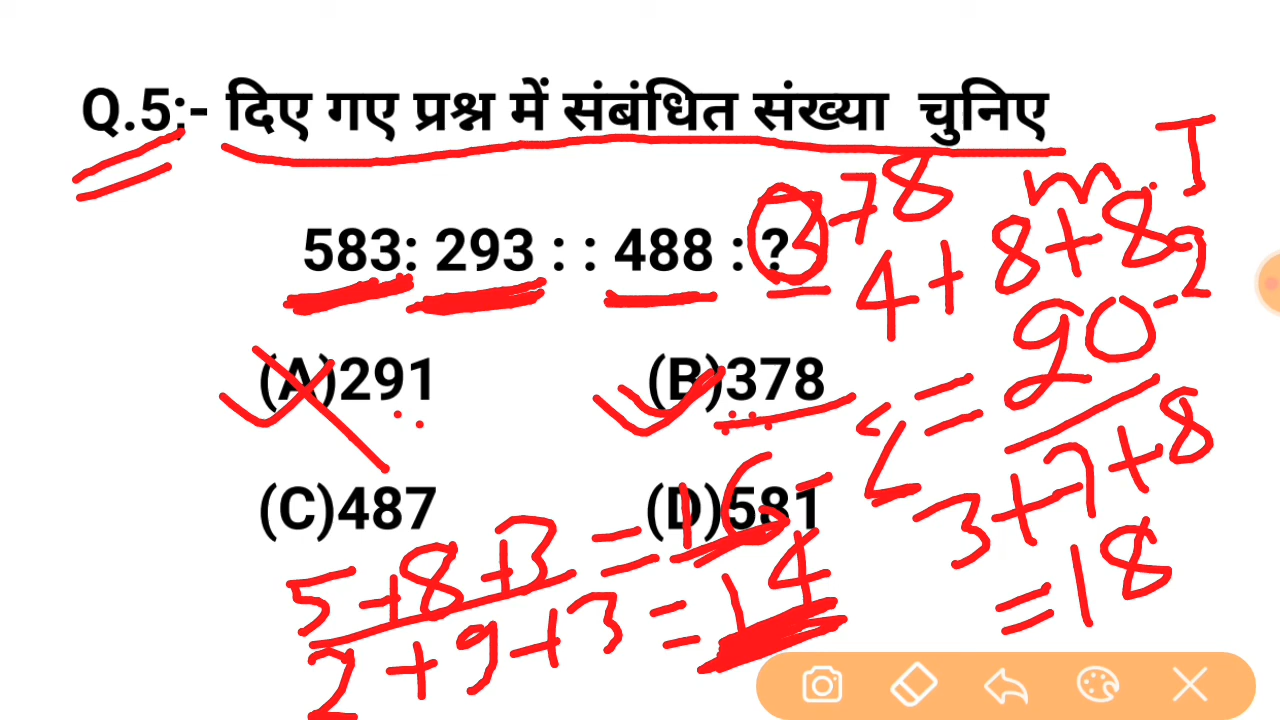 Q.5:- दिए गए प्रश्न में संबंधित संख्या चुनिए
583: 293 : : 488 : ?
378
4+8+8
20-2
(A)291
(B)378
(C)487
(D)581
3+7+8
=18
5+8+3=16-2
2+9+3=14